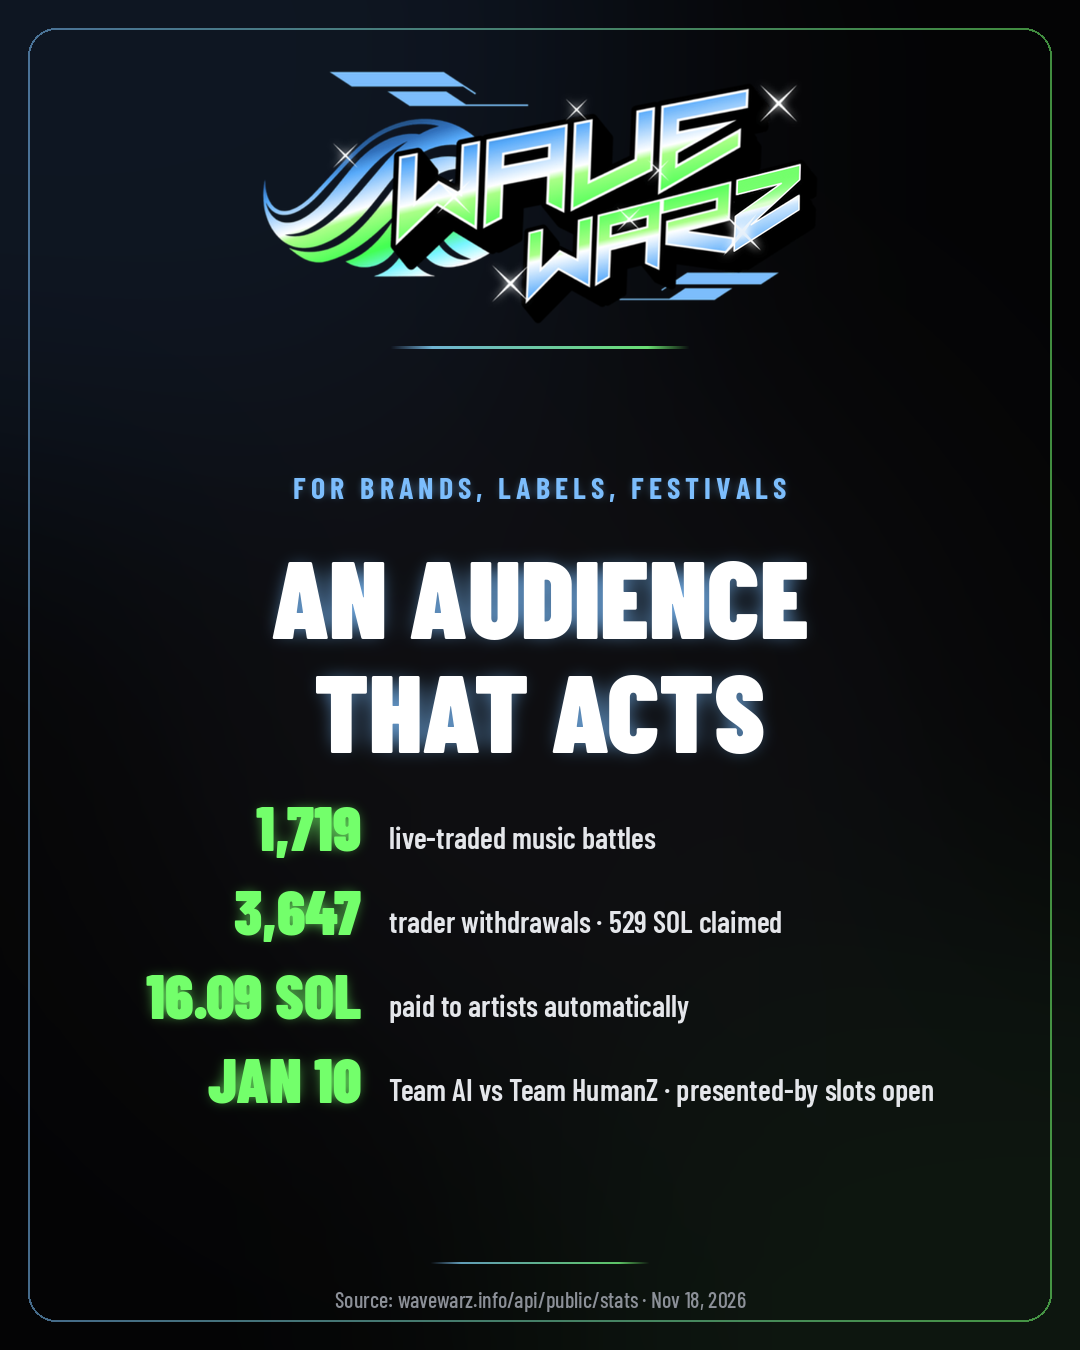 WAVE
WARZ
FOR BRANDS, LABELS, FESTIVALS
AN AUDIENCE
THAT ACTS
1,719 live-traded music battles
3,647 trader withdrawals · 529 SOL claimed
16.09 SOL paid to artists automatically
JAN 10 Team AI vs Team HumanZ · presented-by slots open
Source: wavewarz.info/api/public/stats · Nov 18, 2026